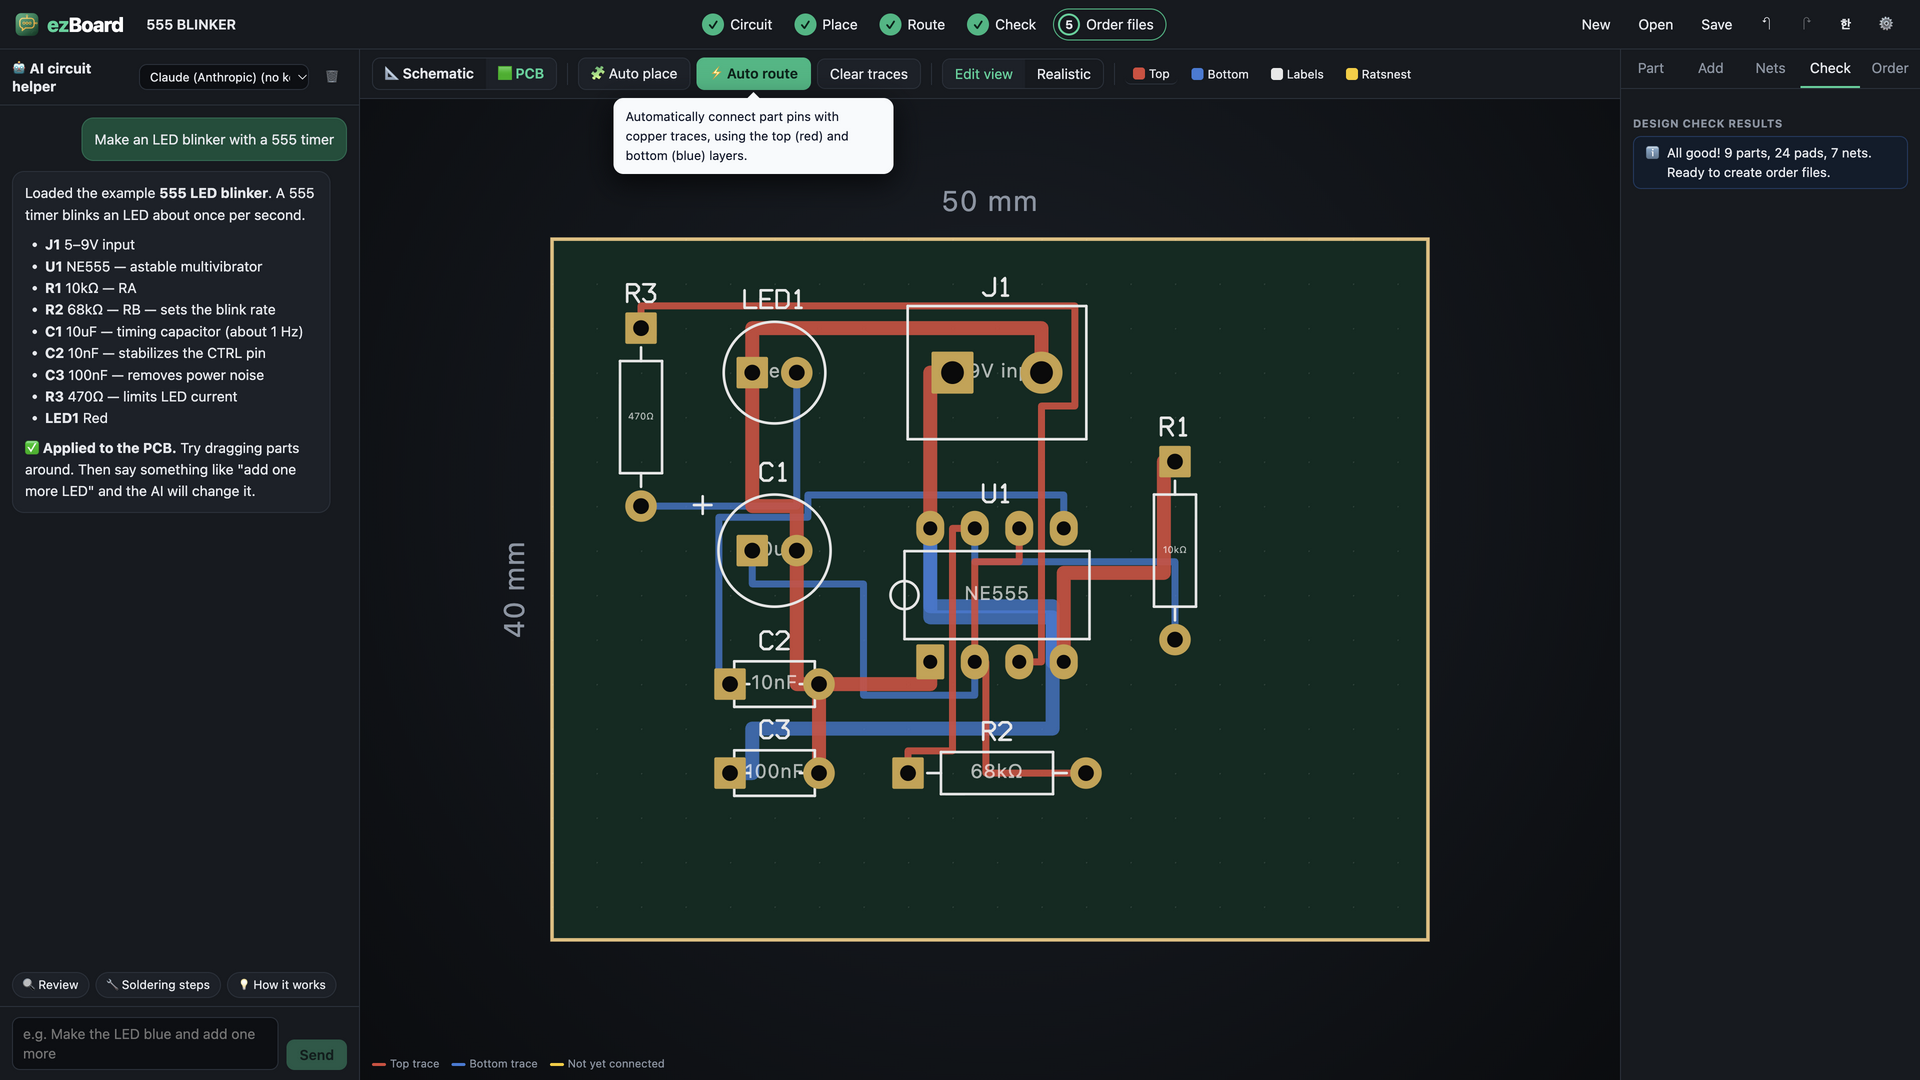 ezBoard
555 BLINKER
Circuit
Place
Route
Check
5 Order files
New
Open
Save
한
AI circuit
helper
Claude (Anthropic) (no k
Schematic
PCB
Auto place
Auto route
Clear traces
Edit view
Realistic
Top
Bottom
Labels
Ratsnest
Part
Add
Nets
Check
Order
Automatically connect part pins with
copper traces, using the top (red) and
bottom (blue) layers.
Make an LED blinker with a 555 timer
Loaded the example 555 LED blinker. A 555
timer blinks an LED about once per second.
• J1 5–9V input
• U1 NE555 — astable multivibrator
• R1 10kΩ — RA
• R2 68kΩ — RB — sets the blink rate
• C1 10uF — timing capacitor (about 1 Hz)
• C2 10nF — stabilizes the CTRL pin
• C3 100nF — removes power noise
• R3 470Ω — limits LED current
• LED1 Red
✅ Applied to the PCB. Try dragging parts
around. Then say something like "add one
more LED" and the AI will change it.
DESIGN CHECK RESULTS
All good! 9 parts, 24 pads, 7 nets.
Ready to create order files.
50 mm
40 mm
R3
470Ω
LED1
J1
9V in
C1
+
U1
NE555
R1
10kΩ
C2
10nF
C3
100nF
R2
68kΩ
Review
Soldering steps
How it works
e.g. Make the LED blue and add one
more
Send
Top trace
Bottom trace
Not yet connected